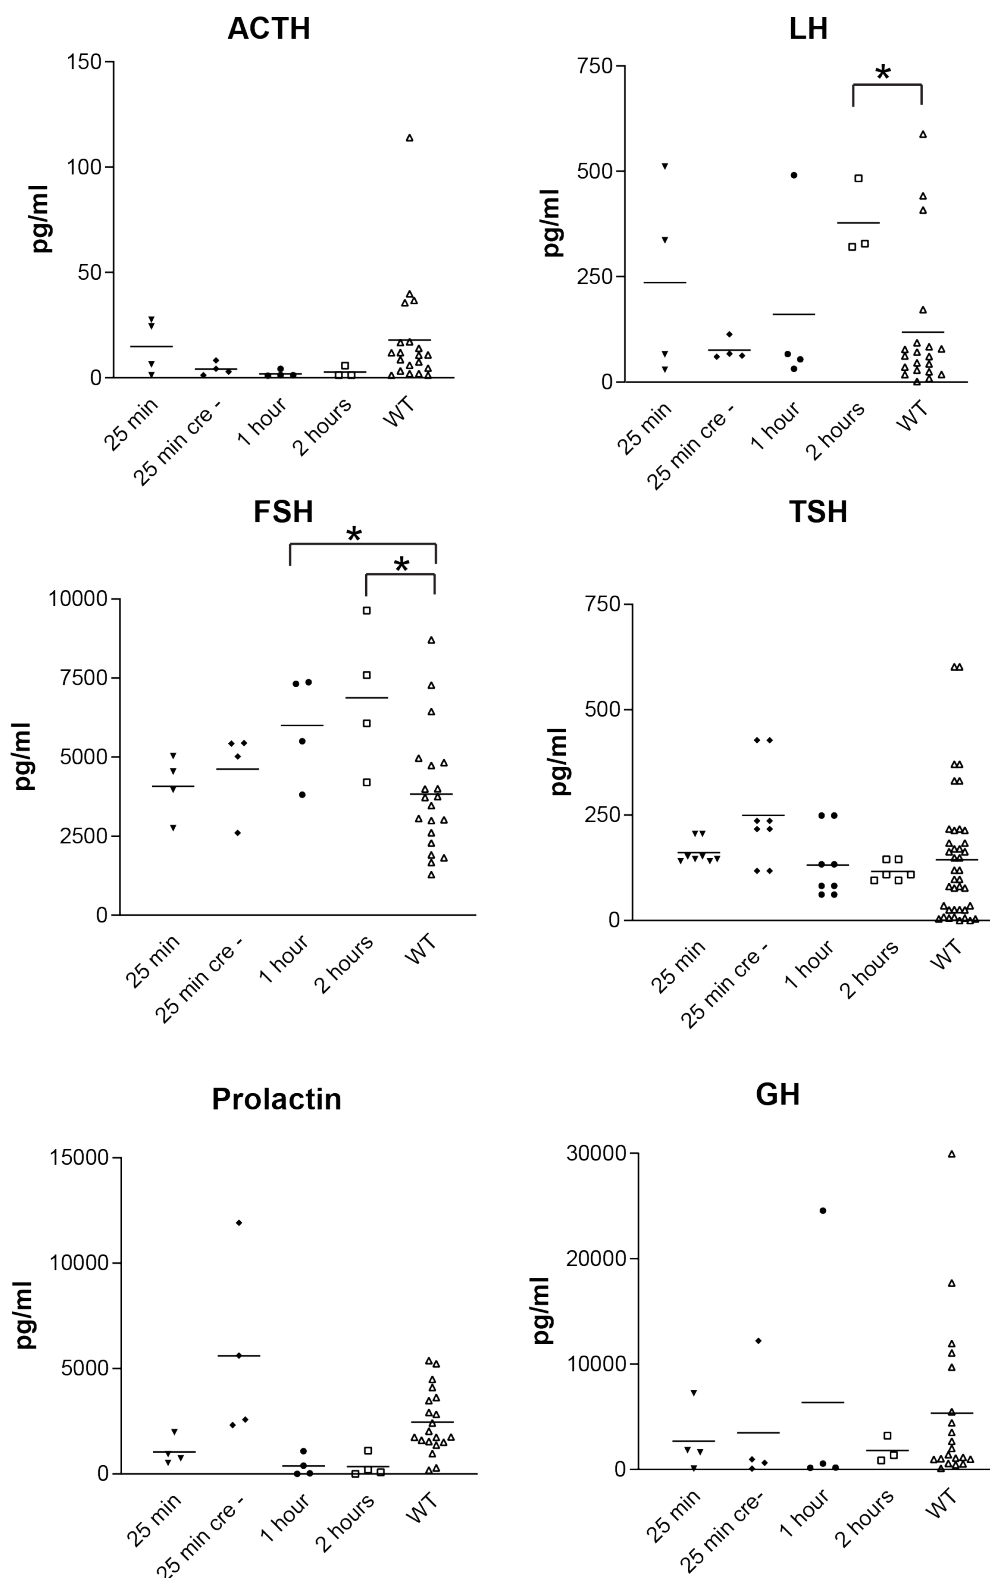 ACTH
150
100
50
0
pg/ml
25 min
25 min cre -
1 hour
2 hours
WT
LH
*
750
500
250
0
pg/ml
25 min
25 min cre -
1 hour
2 hours
WT
FSH
*
*
10000
7500
5000
2500
0
pg/ml
25 min
25 min cre -
1 hour
2 hours
WT
TSH
750
500
250
0
pg/ml
25 min
25 min cre -
1 hour
2 hours
WT
Prolactin
15000
10000
5000
0
pg/ml
25 min
25 min cre -
1 hour
2 hours
WT
GH
30000
20000
10000
0
pg/ml
25 min
25 min cre-
1 hour
2 hours
WT